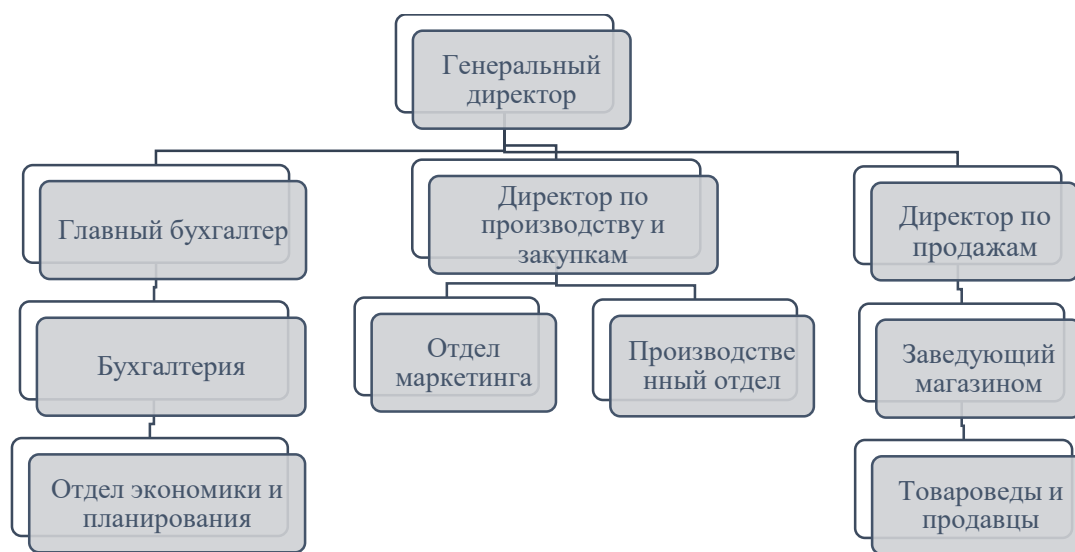 Генеральный
директор
Главный бухгалтер
Директор по
производству и
закупкам
Директор по
продажам
Бухгалтерия
Отдел
маркетинга
Производстве
нный отдел
Заведующий
магазином
Отдел экономики и
планирования
Товароведы и
продавцы